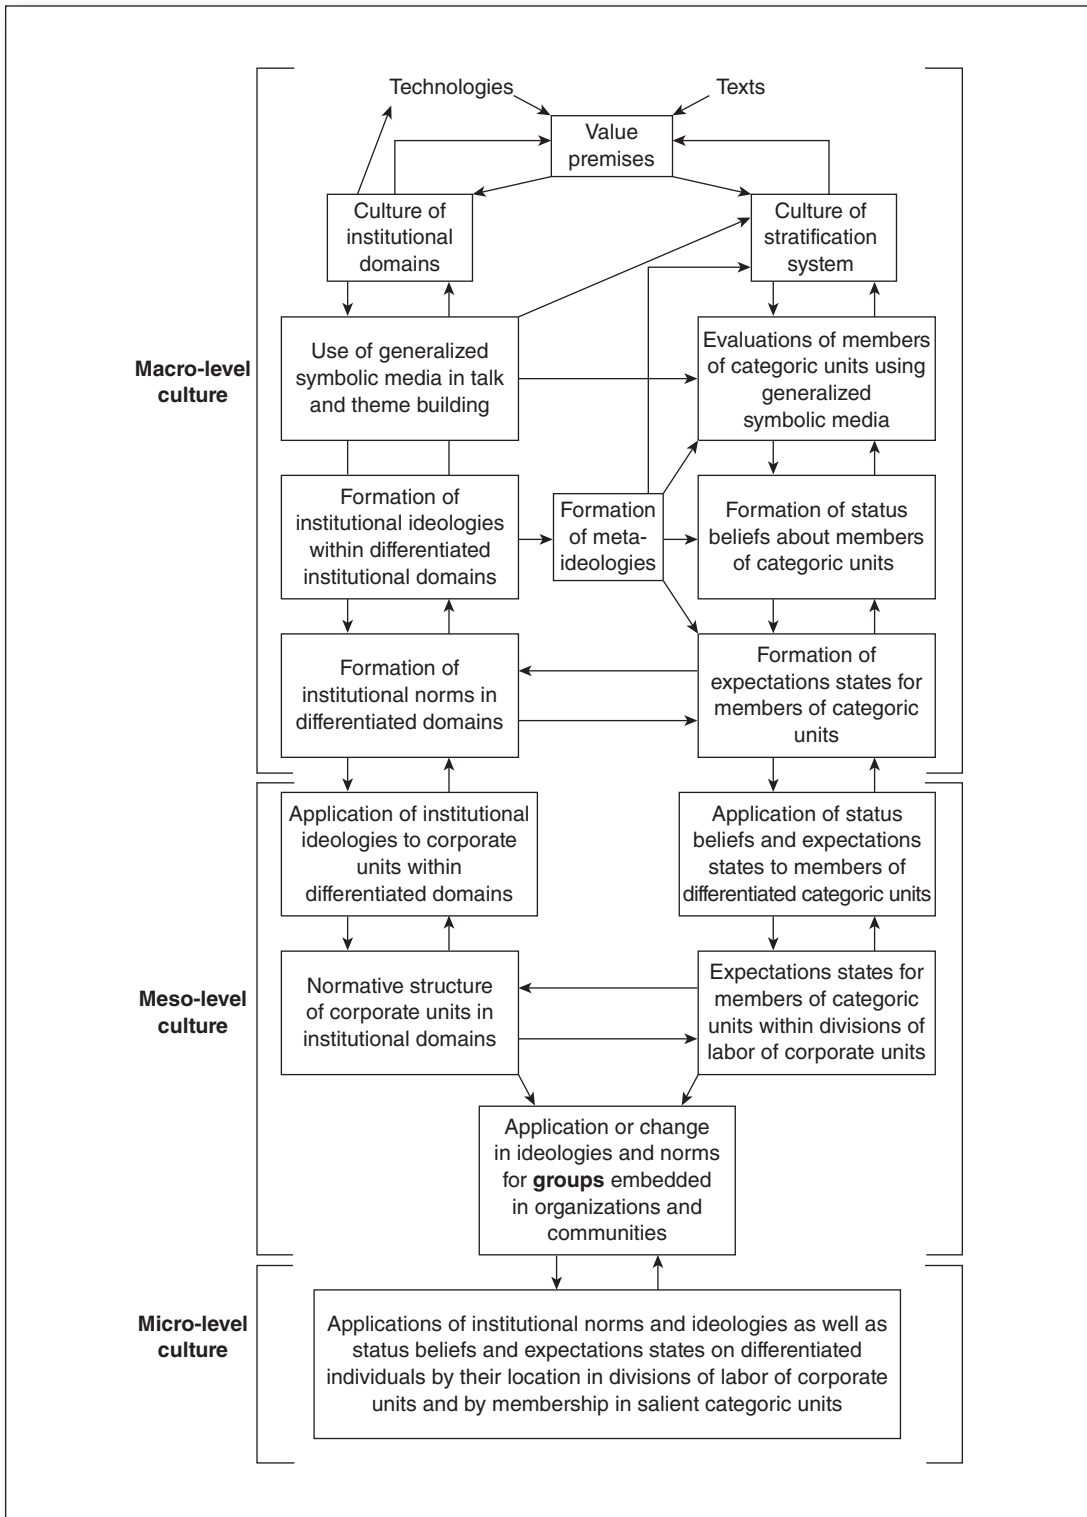 Technologies
Texts
Value
premises
Culture of
institutional
domains
Culture of
stratification
system
Macro-level
culture
Use of generalized
symbolic media in talk
and theme building
Evaluations of members
of categoric units using
generalized
symbolic media
Formation of
institutional ideologies
within differentiated
institutional domains
Formation
of meta-
ideologies
Formation of status
beliefs about members
of categoric units
Formation of
institutional norms in
differentiated domains
Formation of
expectations states for
members of categoric
units
Application of institutional
ideologies to corporate
units within
differentiated domains
Application of status
beliefs and expectations
states to members of
differentiated categoric units
Meso-level
culture
Normative structure
of corporate units in
institutional domains
Expectations states for
members of categoric
units within divisions of
labor of corporate units
Application or change
in ideologies and norms
for groups embedded
in organizations and
communities
Micro-level
culture
Applications of institutional norms and ideologies as well as
status beliefs and expectations states on differentiated
individuals by their location in divisions of labor of corporate
units and by membership in salient categoric units